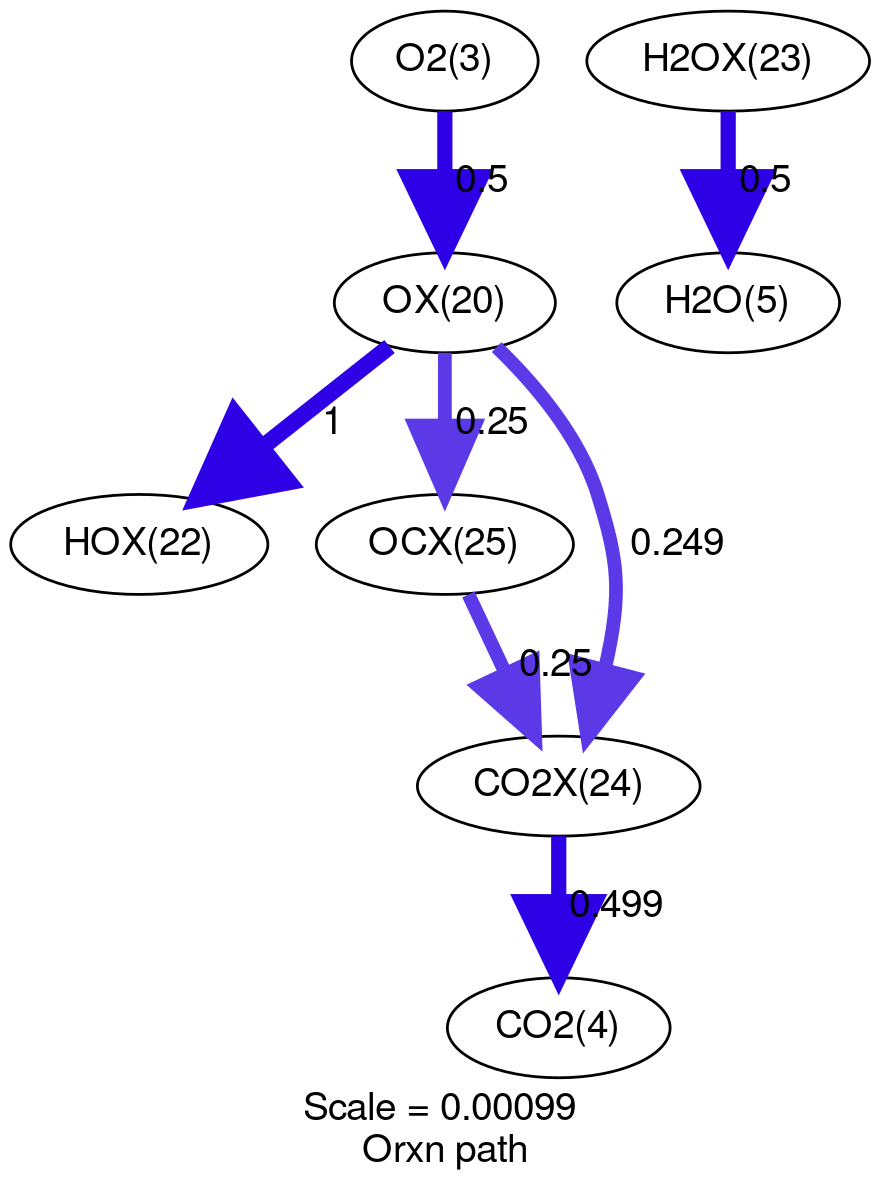 O2(3)
H2OX(23)
0.5
0.5
OX(20)
H2O(5)
1
0.25
HOX(22)
OCX(25)
0.249
0.25
CO2X(24)
0.499
CO2(4)
Scale = 0.00099
Orxn path